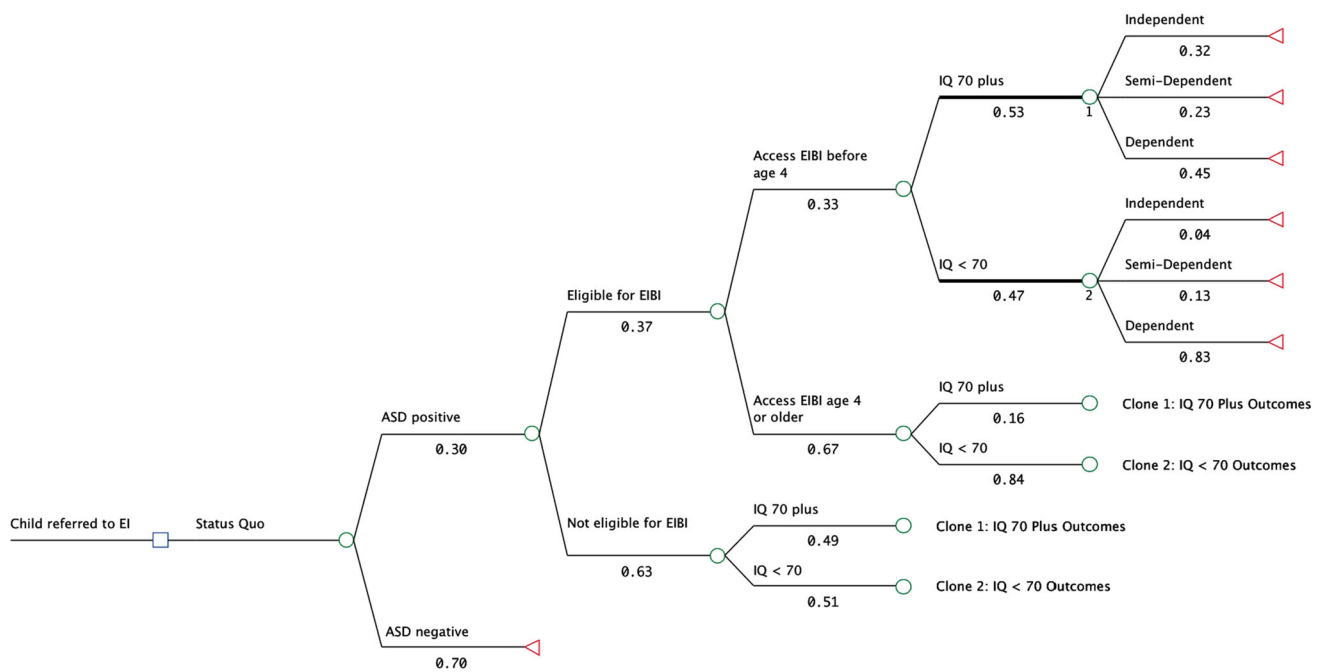 Independent
0.32
IQ 70 plus
Semi-Dependent
0.53
1
0.23
Dependent
Access EIBI before
age 4
0.45
0.33
Independent
0.04
IQ < 70
Semi-Dependent
0.47
2
0.13
Eligible for EIBI
Dependent
0.37
0.83
IQ 70 plus
Access EIBI age 4
or older
0.16
Clone 1: IQ 70 Plus Outcomes
ASD positive
IQ < 70
0.30
0.67
0.84
Clone 2: IQ < 70 Outcomes
IQ 70 plus
Child referred to EI
Status Quo
Not eligible for EIBI
0.49
Clone 1: IQ 70 Plus Outcomes
0.63
IQ < 70
0.51
Clone 2: IQ < 70 Outcomes
ASD negative
0.70